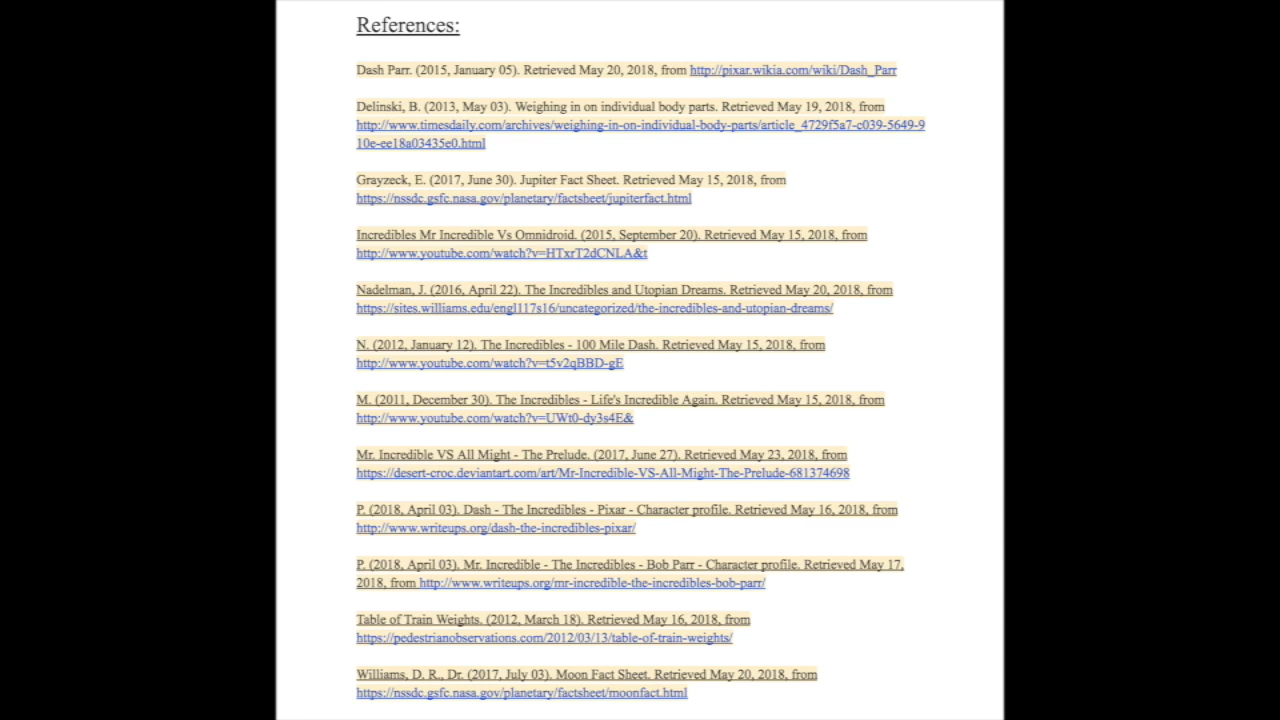 References:
Dash Parr. (2015, January 05). Retrieved May 20, 2018, from http://pixar.wikia.com/wiki/Dash_Parr
Delinski, B. (2013, May 03). Weighing in on individual body parts. Retrieved May 19, 2018, from
http://www.timesdaily.com/archives/weighing-in-on-individual-body-parts/article_4729f5a7-c039-5649-9
10e-ee18a03435e0.html
Grayzeck, E. (2017, June 30). Jupiter Fact Sheet. Retrieved May 15, 2018, from
https://nssdc.gsfc.nasa.gov/planetary/factsheet/jupiterfact.html
Incredibles Mr Incredible Vs Omnidroid. (2015, September 20). Retrieved May 15, 2018, from
http://www.youtube.com/watch?v=HTxrT2dCNLA&t
Nadelman, J. (2016, April 22). The Incredibles and Utopian Dreams. Retrieved May 20, 2018, from
https://sites.williams.edu/engl117s16/uncategorized/the-incredibles-and-utopian-dreams/
N. (2012, January 12). The Incredibles - 100 Mile Dash. Retrieved May 15, 2018, from
http://www.youtube.com/watch?v=t5v2qBBD-gE
M. (2011, December 30). The Incredibles - Life's Incredible Again. Retrieved May 15, 2018, from
http://www.youtube.com/watch?v=UWt0-dy3s4E&
Mr. Incredible VS All Might - The Prelude. (2017, June 27). Retrieved May 23, 2018, from
https://desert-croc.deviantart.com/art/Mr-Incredible-VS-All-Might-The-Prelude-681374698
P. (2018, April 03). Dash - The Incredibles - Pixar - Character profile. Retrieved May 16, 2018, from
http://www.writeups.org/dash-the-incredibles-pixar/
P. (2018, April 03). Mr. Incredible - The Incredibles - Bob Parr - Character profile. Retrieved May 17,
2018, from http://www.writeups.org/mr-incredible-the-incredibles-bob-parr/
Table of Train Weights. (2012, March 18). Retrieved May 16, 2018, from
https://pedestrianobservations.com/2012/03/13/table-of-train-weights/
Williams, D. R., Dr. (2017, July 03). Moon Fact Sheet. Retrieved May 20, 2018, from
https://nssdc.gsfc.nasa.gov/planetary/factsheet/moonfact.html